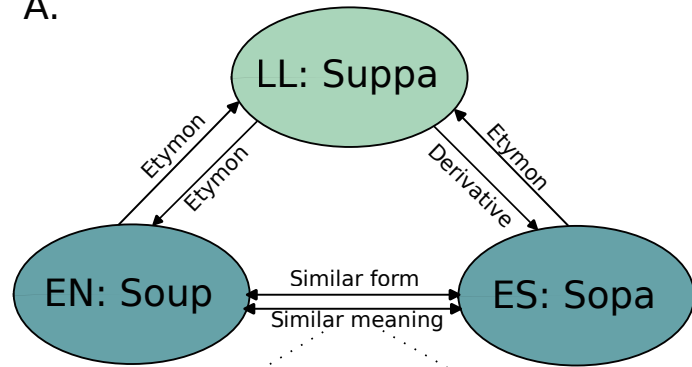 A.
LL: Suppa
Etymon
Etymon
Derivative
Etymon
EN: Soup
Similar form
Similar meaning
ES: Sopa